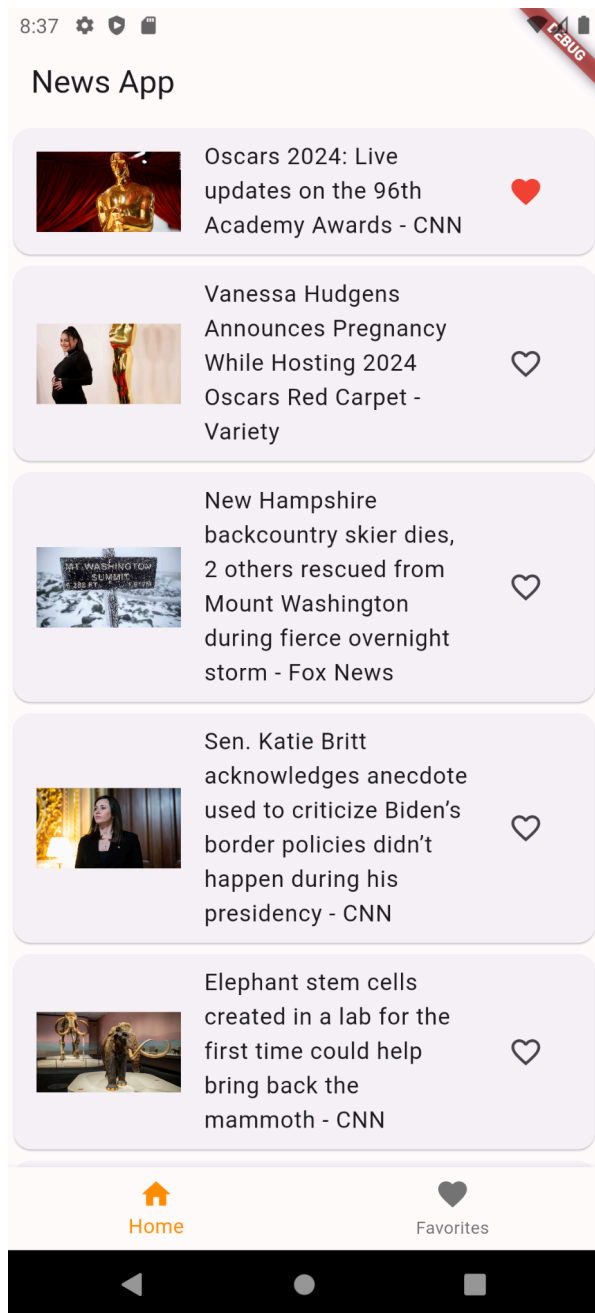 8:37
DEBUG
News App
Oscars 2024: Live
updates on the 96th
Academy Awards - CNN
Vanessa Hudgens
Announces Pregnancy
While Hosting 2024
Oscars Red Carpet -
Variety
MT WASHINGTON
SUMMIT
New Hampshire
backcountry skier dies,
2 others rescued from
Mount Washington
during fierce overnight
storm - Fox News
Sen. Katie Britt
acknowledges anecdote
used to criticize Biden’s
border policies didn’t
happen during his
presidency - CNN
Elephant stem cells
created in a lab for the
first time could help
bring back the
mammoth - CNN
Home
Favorites